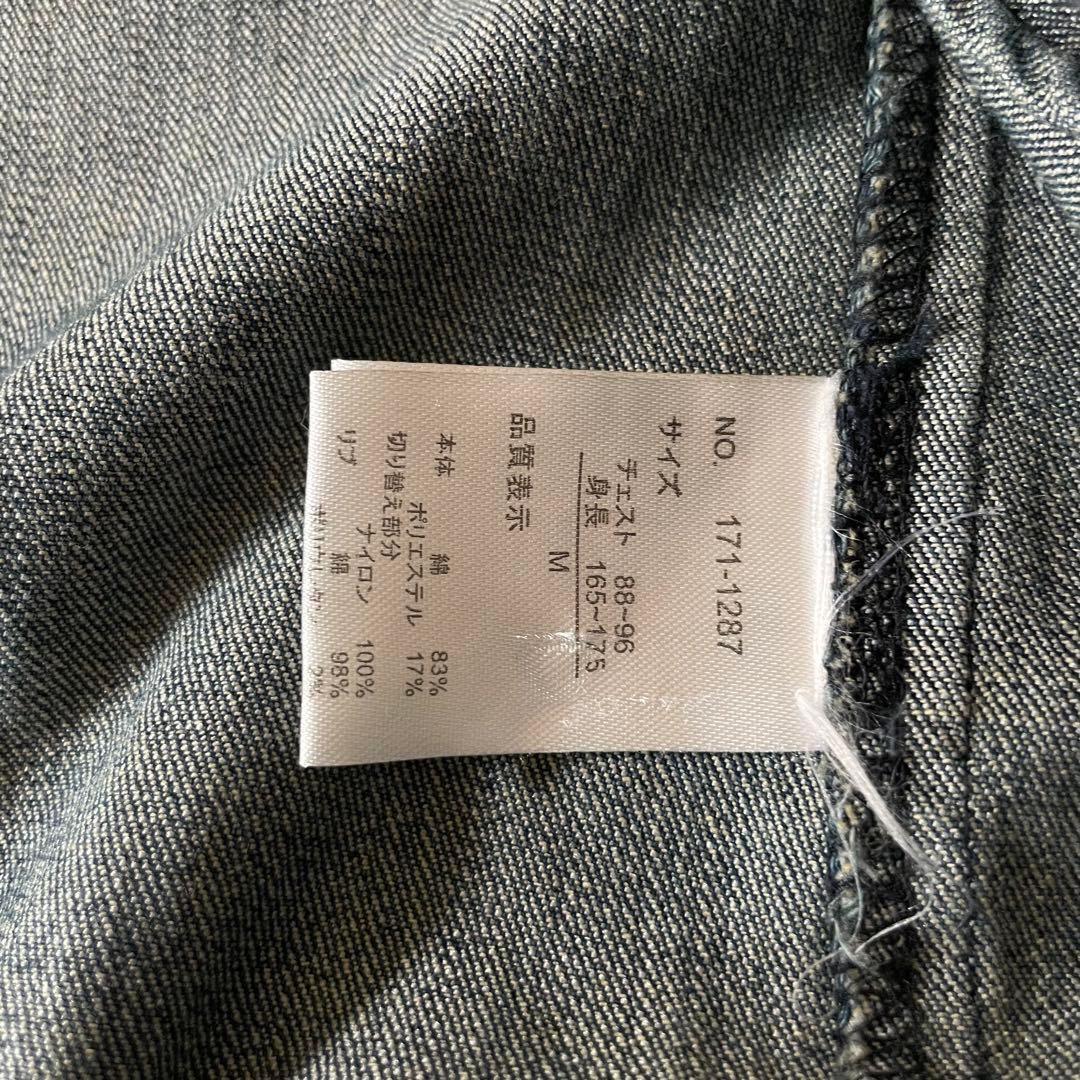 NO. 171-1287
サイズ
チェスト 88~96
身長 165~175
M
品質表示
本体 綿 83%
ポリエステル 17%
切り替え部分
ナイロン 100%
リブ 綿 98%